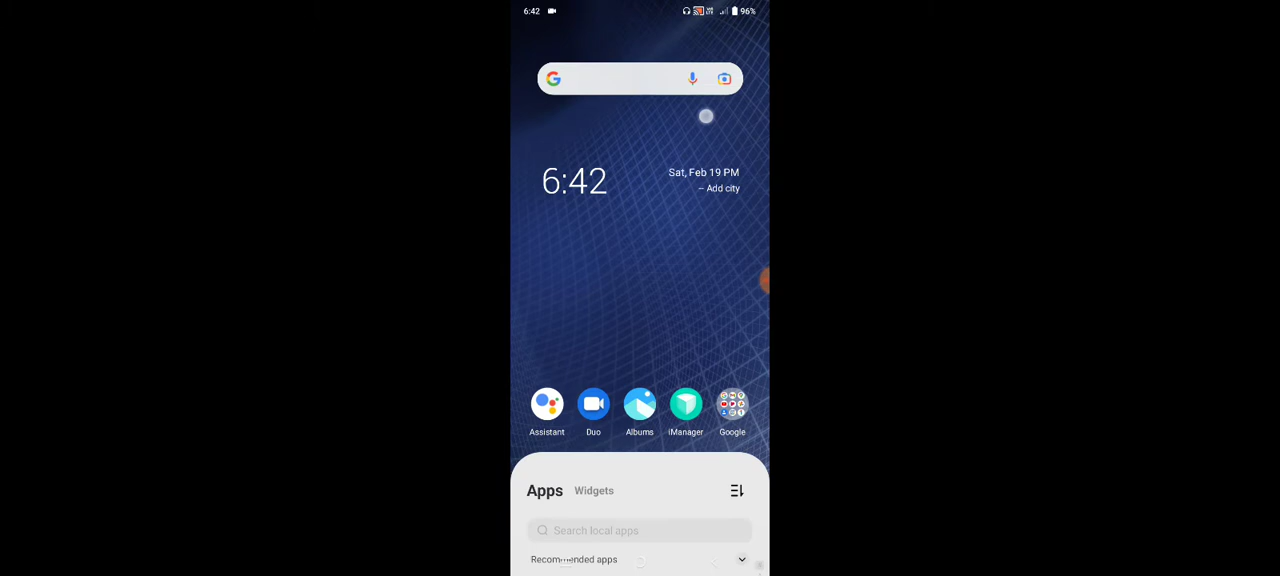 6:42 96%
6:42
Sat, Feb 19 PM
-- Add city
Assistant Duo Albums iManager Google
Apps Widgets
Search local apps
Recommended apps